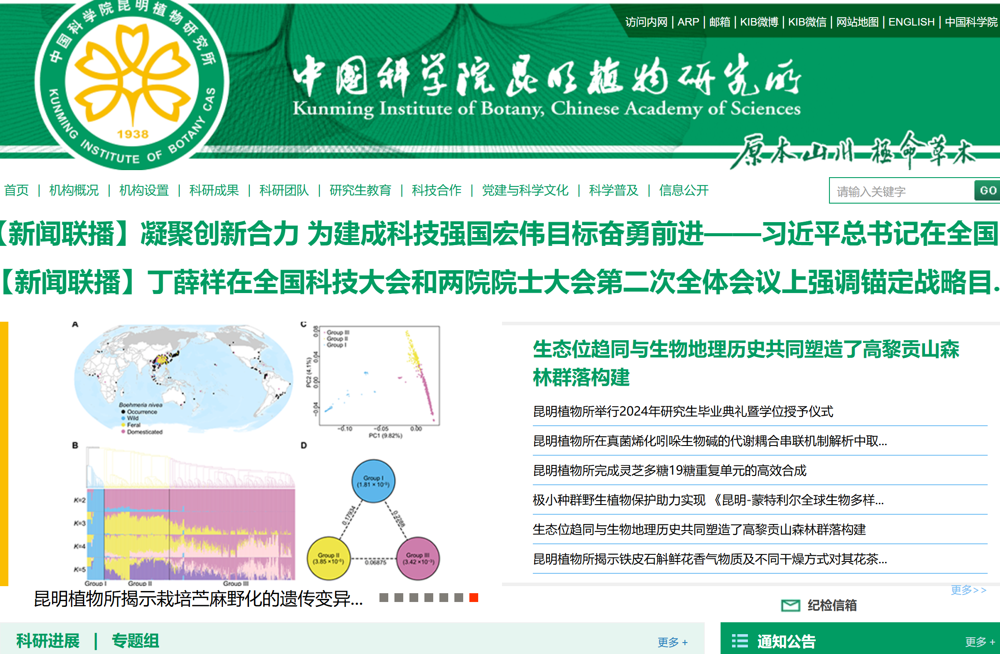 中国科学院昆明植物研究所
KUNMING INSTITUTE OF BOTANY CAS
1938
访问内网 | ARP | 邮箱 | KIB微博 | KIB微信 | 网站地图 | ENGLISH | 中国科学院
中国科学院昆明植物研究所
Kunming Institute of Botany, Chinese Academy of Sciences
原本山川 極命草木
首页 | 机构概况 | 机构设置 | 科研成果 | 科研团队 | 研究生教育 | 科技合作 | 党建与科学文化 | 科学普及 | 信息公开
请输入关键字 GO
【新闻联播】凝聚创新合力 为建成科技强国宏伟目标奋勇前进——习近平总书记在全国
【新闻联播】丁薛祥在全国科技大会和两院院士大会第二次全体会议上强调锚定战略目.
A
Boehmeria nivea
Occurrence
Wild
Feral
Domesticated
C
Group III
Group II
Group I
PC2 (4.1%)
0.08
0.04
0.00
-0.04
-0.10 -0.05 0.00
PC1 (9.82%)
B
K=2
K=3
K=4
K=5
Group I Group II Group III
D
Group I
(1.81 × 10⁻³)
0.17934
0.2288
Group II
(3.85 ×10⁻³)
0.06875
Group III
(3.42 ×10⁻³)
昆明植物所揭示栽培苎麻野化的遗传变异...
生态位趋同与生物地理历史共同塑造了高黎贡山森
林群落构建
昆明植物所举行2024年研究生毕业典礼暨学位授予仪式
昆明植物所在真菌烯化吲哚生物碱的代谢耦合串联机制解析中取...
昆明植物所完成灵芝多糖19糖重复单元的高效合成
极小种群野生植物保护助力实现 《昆明-蒙特利尔全球生物多样...
生态位趋同与生物地理历史共同塑造了高黎贡山森林群落构建
昆明植物所揭示铁皮石斛鲜花香气物质及不同干燥方式对其花茶...
更多>>
纪检信箱
科研进展 | 专题组 更多 +
通知公告 更多 +